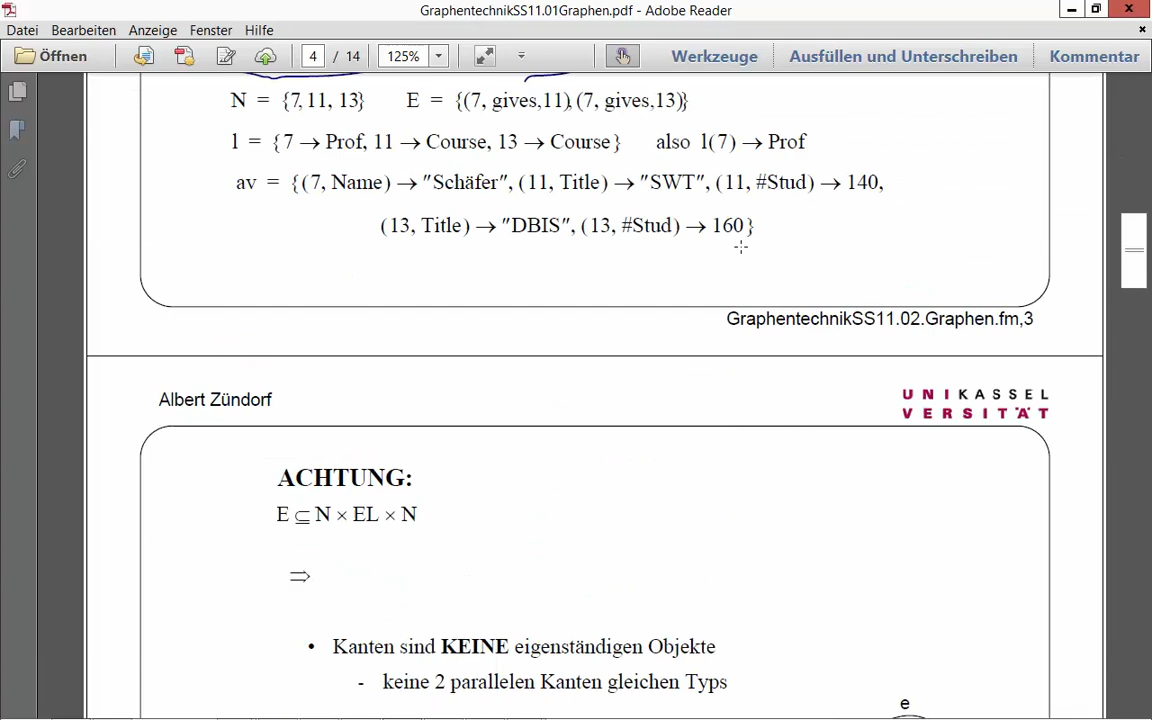 GraphentechnikSS11.01Graphen.pdf - Adobe Reader
Datei Bearbeiten Anzeige Fenster Hilfe
Öffnen 4 / 14 125% Werkzeuge Ausfüllen und Unterschreiben Kommentar
N = {7, 11, 13} E = {(7, gives,11), (7, gives,13)}
l = {7 → Prof, 11 → Course, 13 → Course} also l(7) → Prof
av = {(7, Name) → "Schäfer", (11, Title) → "SWT", (11, #Stud) → 140,
(13, Title) → "DBIS", (13, #Stud) → 160}
GraphentechnikSS11.02.Graphen.fm,3
Albert Zündorf
UNIKASSEL
VERSITÄT
ACHTUNG:
E ⊆ N × EL × N
⇒
• Kanten sind KEINE eigenständigen Objekte
- keine 2 parallelen Kanten gleichen Typs
e